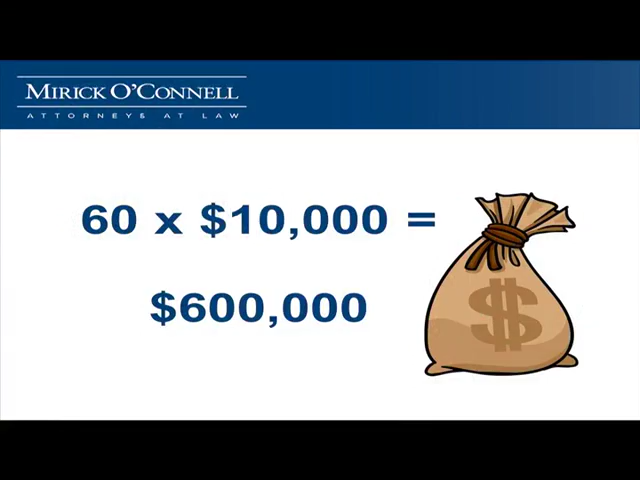 MIRICK O'CONNELL
ATTORNEYS AT LAW
60 x $10,000 =
$600,000
$